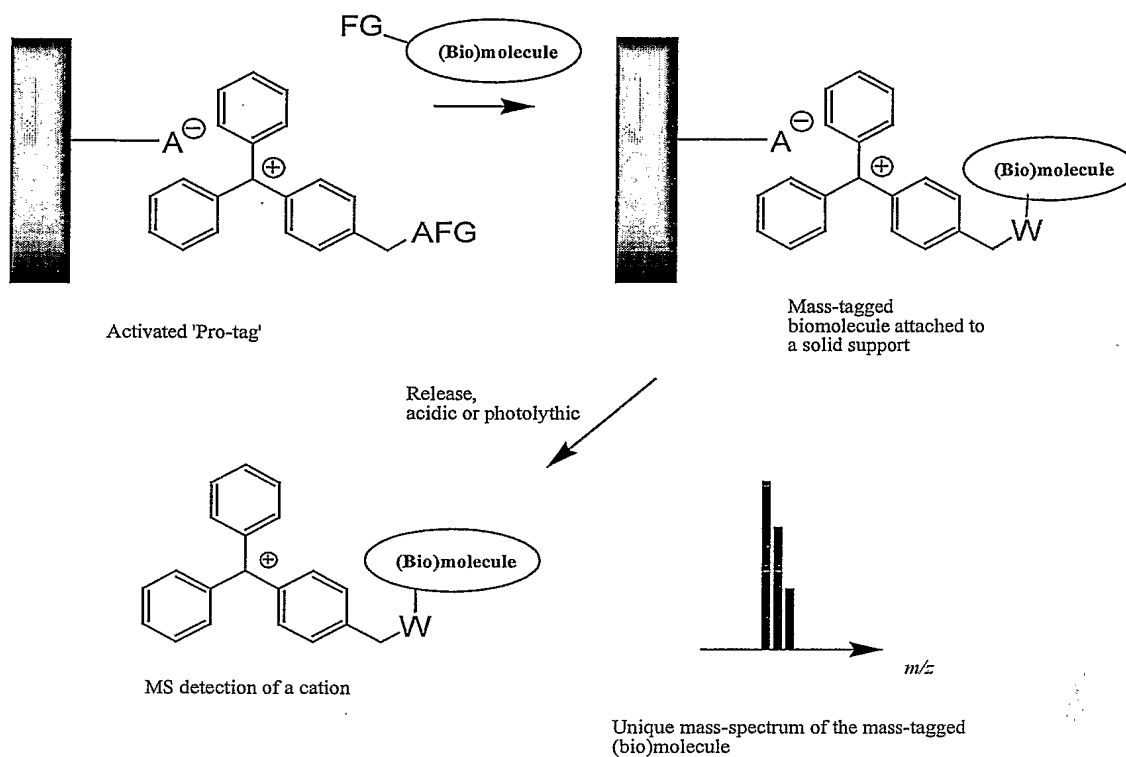 FG
(Bio)molecule
A⊖
⊕
AFG
A⊖
⊕
(Bio)molecule
W
Activated 'Pro-tag'
Mass-tagged
biomolecule attached to
a solid support
Release,
acidic or photolythic
⊕
(Bio)molecule
W
m/z
MS detection of a cation
Unique mass-spectrum of the mass-tagged
(bio)molecule